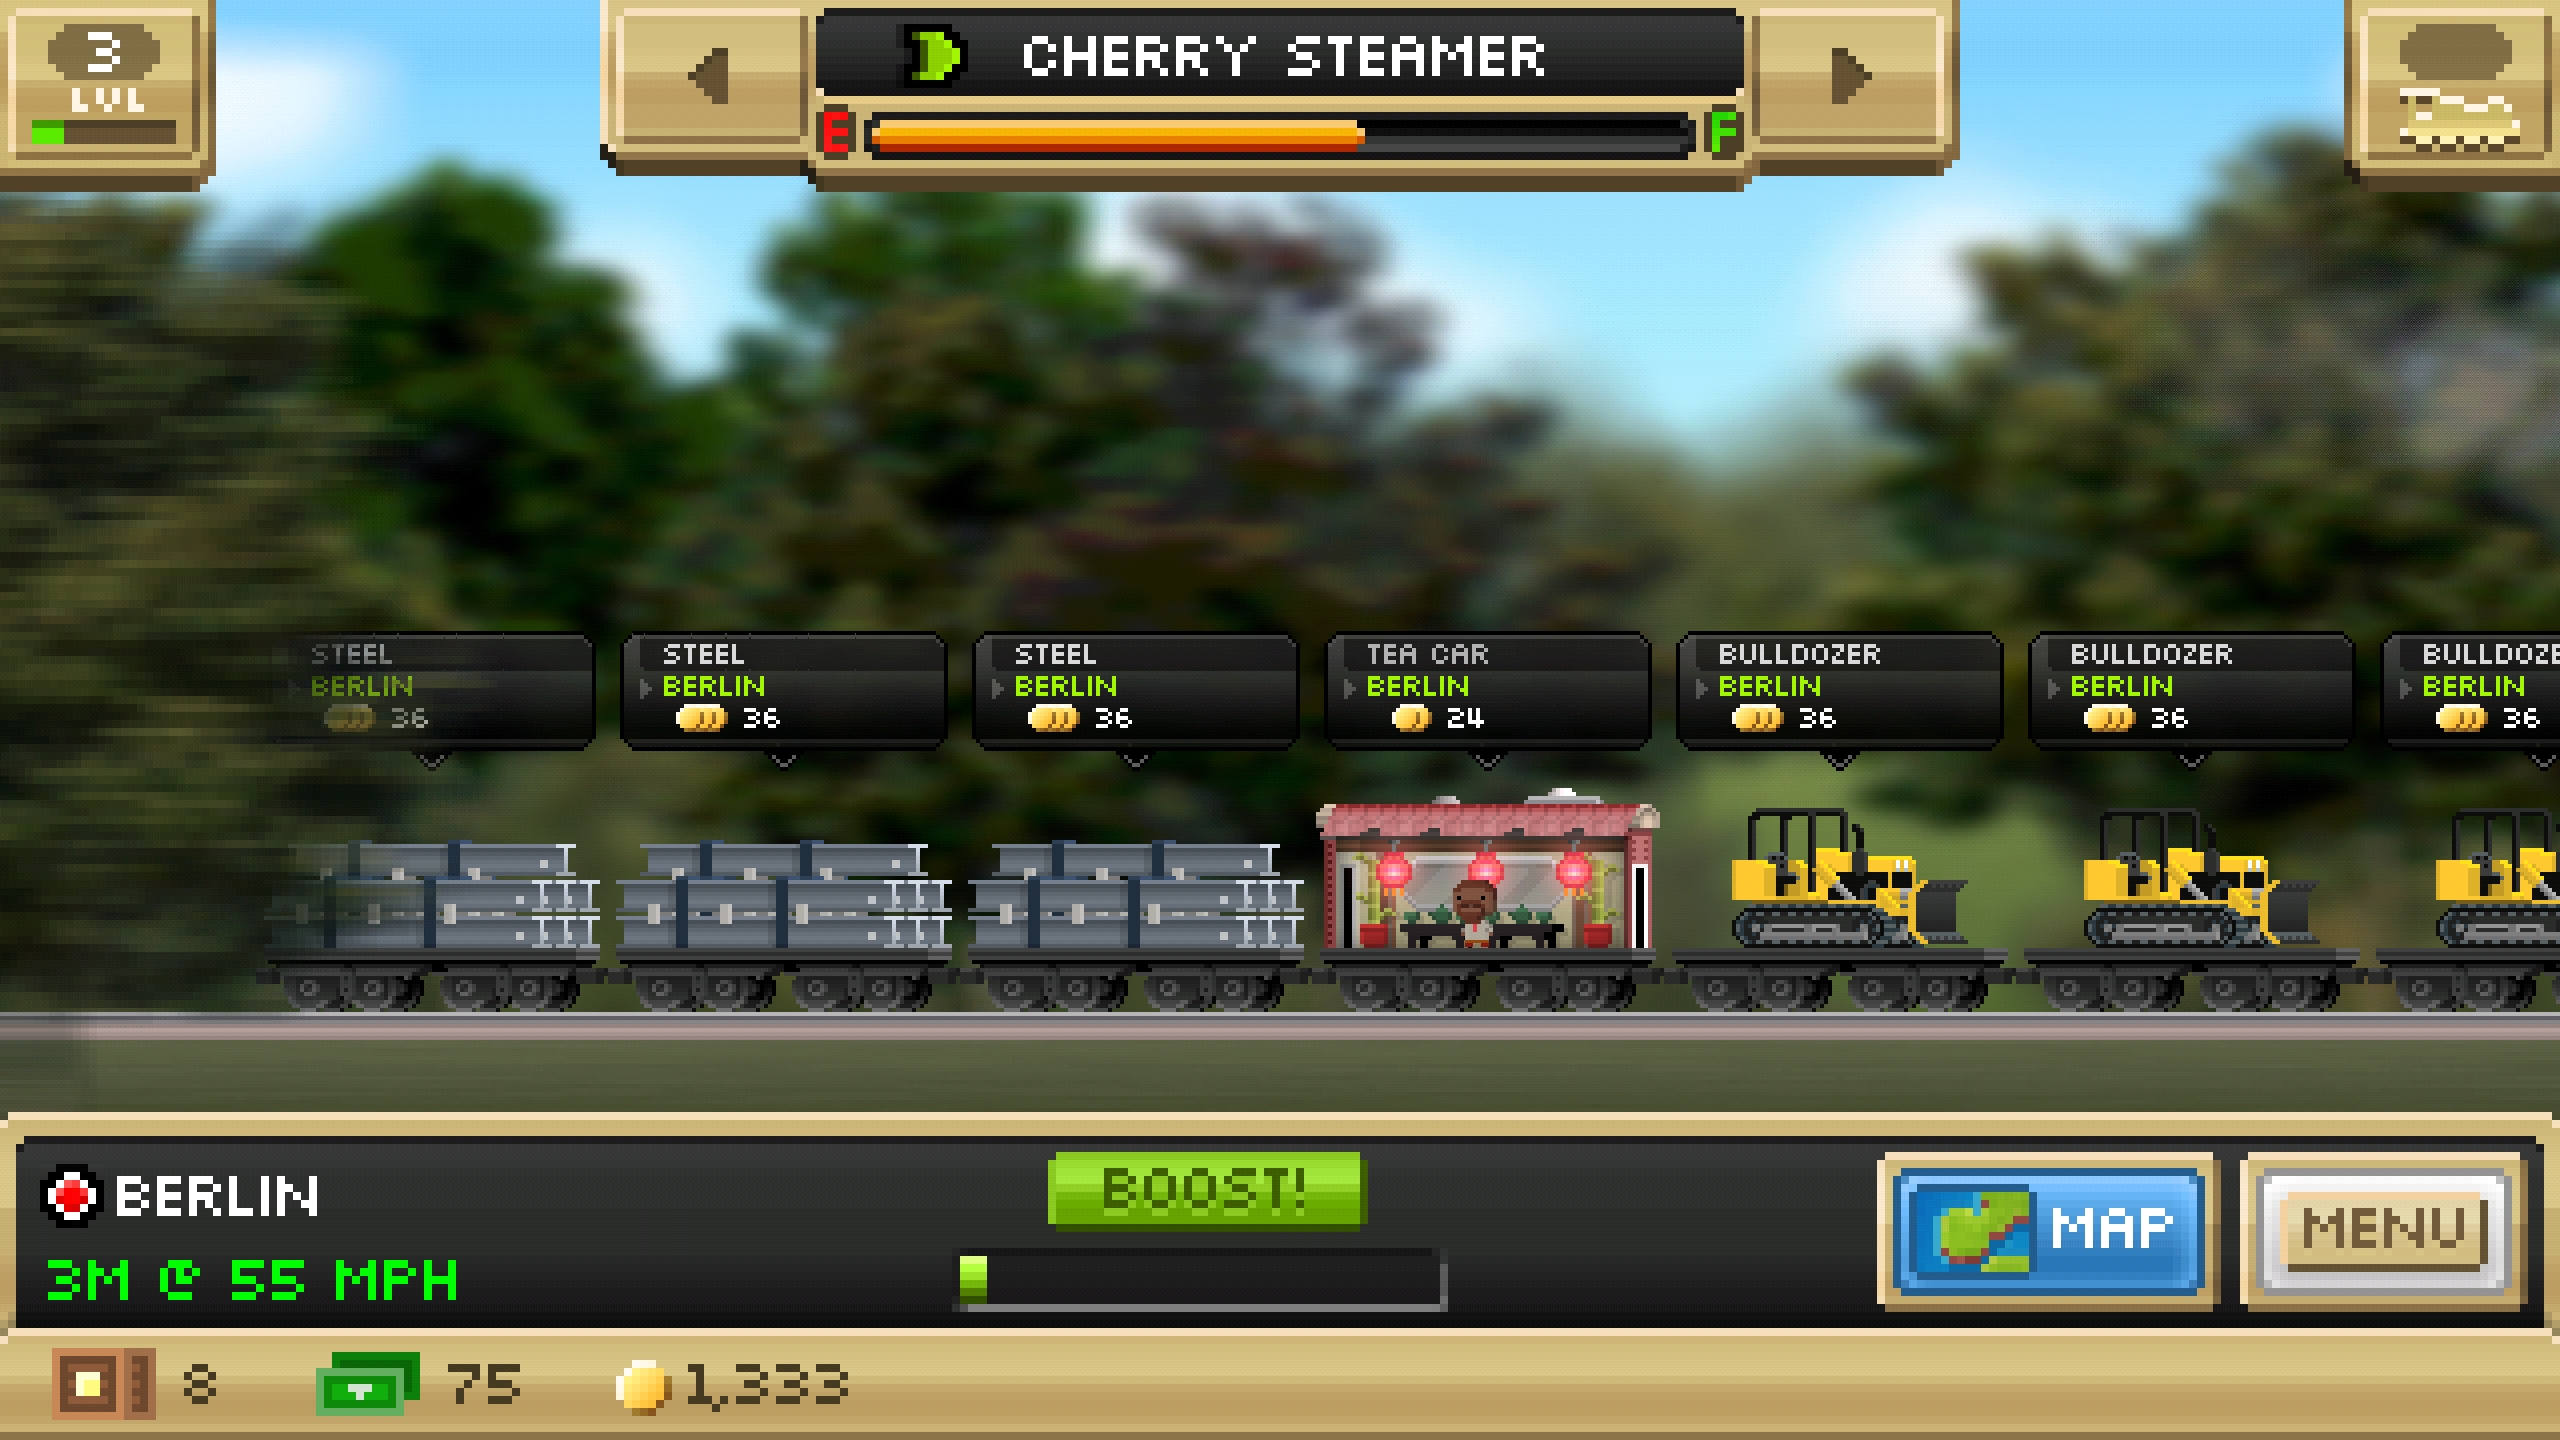 3
LVL
CHERRY STEAMER
E F
STEEL
BERLIN
36
STEEL
BERLIN
36
STEEL
BERLIN
36
TEA CAR
BERLIN
24
BULLDOZER
BERLIN
36
BULLDOZER
BERLIN
36
BULLDOZE
BERLIN
36
BERLIN
3M @ 55 MPH
BOOST!
MAP
MENU
8 75 1,333